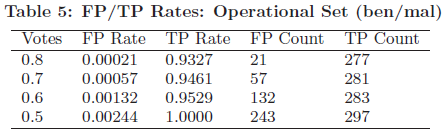 Table 5: FP/TP Rates: Operational Set (ben/mal)
Votes FP Rate TP Rate FP Count TP Count
0.8 0.00021 0.9327 21 277
0.7 0.00057 0.9461 57 281
0.6 0.00132 0.9529 132 283
0.5 0.00244 1.0000 243 297